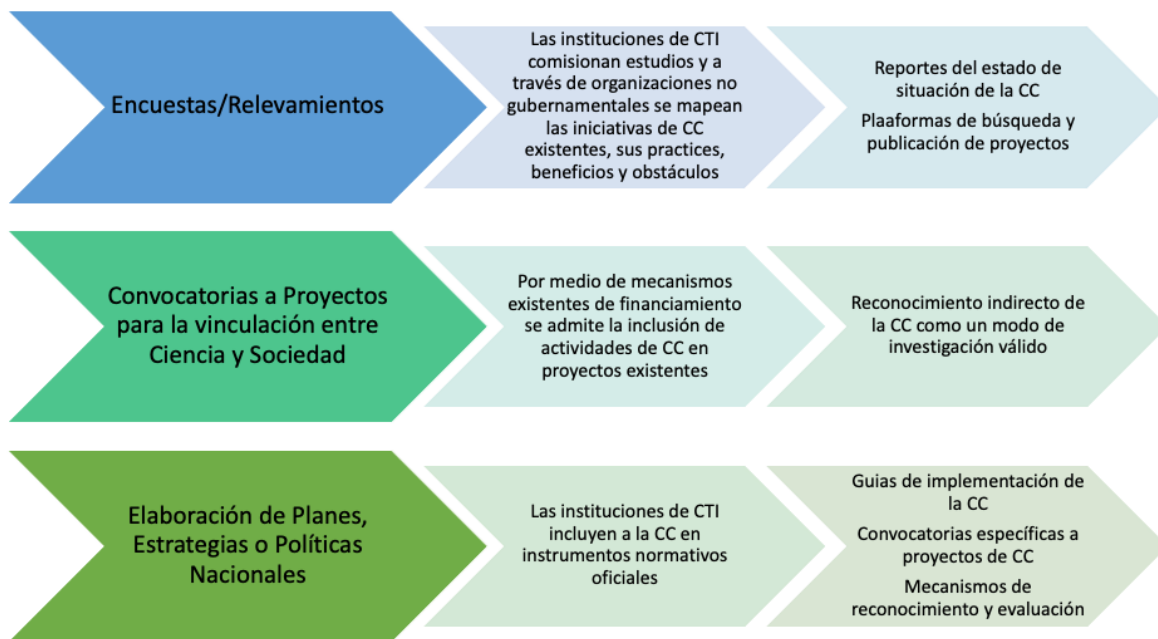 Encuestas/Relevamientos
Las instituciones de CTI
comisionan estudios y a
través de organizaciones no
gubernamentales se mapean
las iniciativas de CC
existentes, sus practices,
beneficios y obstáculos
Reportes del estado de
situación de la CC
Plaaformas de búsqueda y
publicación de proyectos
Convocatorias a Proyectos
para la vinculación entre
Ciencia y Sociedad
Por medio de mecanismos
existentes de financiamiento
se admite la inclusión de
actividades de CC en
proyectos existentes
Reconocimiento indirecto de
la CC como un modo de
investigación válido
Elaboración de Planes,
Estrategias o Políticas
Nacionales
Las instituciones de CTI
incluyen a la CC en
instrumentos normativos
oficiales
Guias de implementación de
la CC
Convocatorias específicas a
proyectos de CC
Mecanismos de
reconocimiento y evaluación